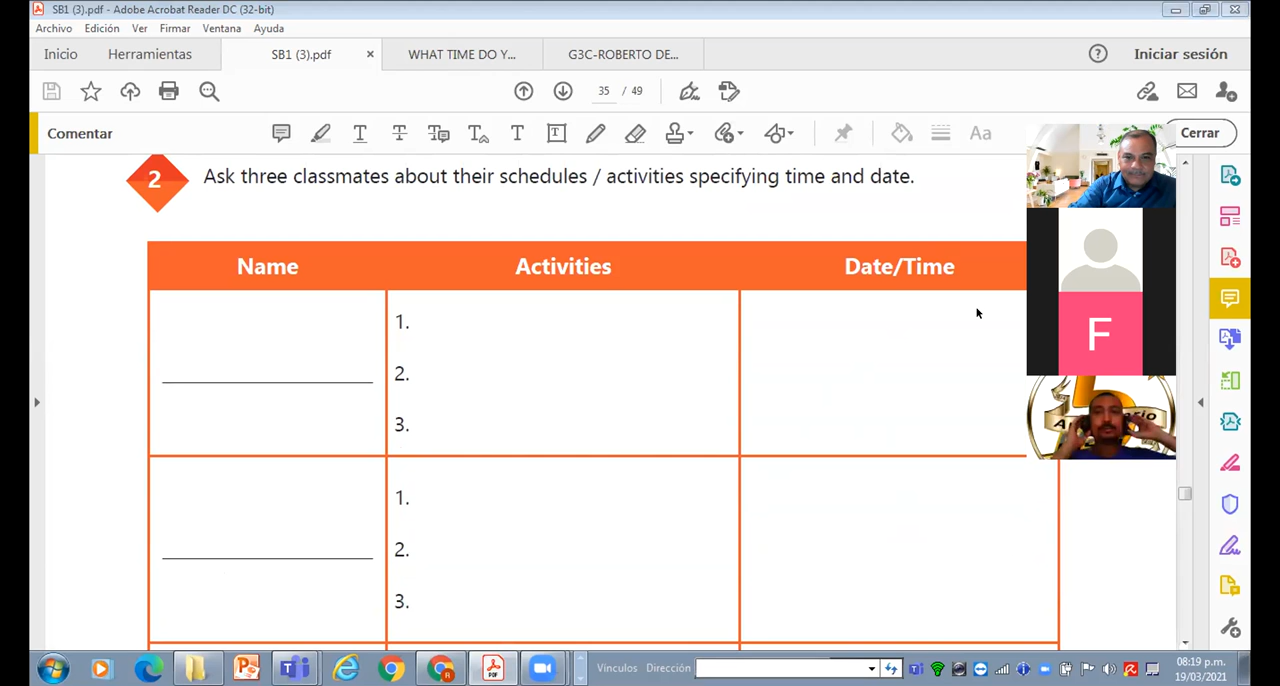 SB1 (3).pdf - Adobe Acrobat Reader DC (32-bit)
Archivo Edición Ver Firmar Ventana Ayuda
Inicio Herramientas SB1 (3).pdf × WHAT TIME DO Y... G3C-ROBERTO DE... ? Iniciar sesión
35 / 49
Comentar T T T T T T Aa Cerrar
2 Ask three classmates about their schedules / activities specifying time and date.
Name Activities Date/Time
1.
2.
3.
F
1.
2.
3.
Vínculos Dirección
08:19 p.m.
19/03/2021